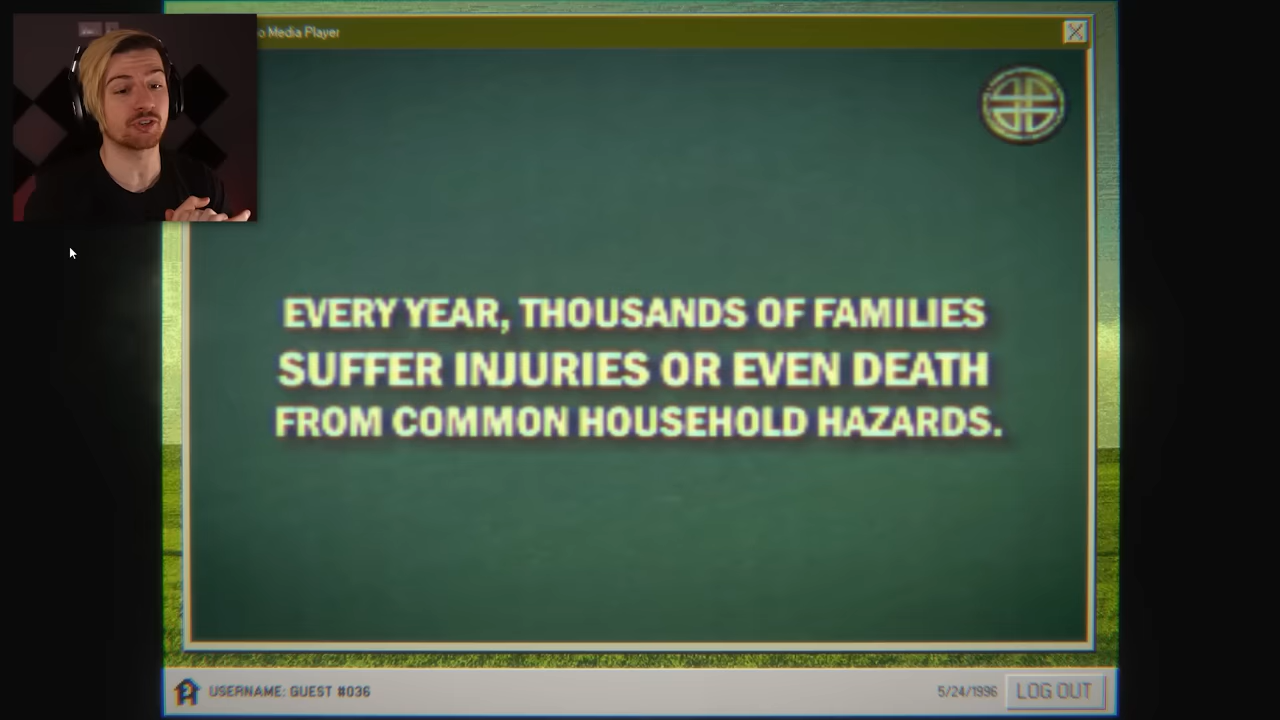 Media Player
EVERY YEAR, THOUSANDS OF FAMILIES
SUFFER INJURIES OR EVEN DEATH
FROM COMMON HOUSEHOLD HAZARDS.
USERNAME: GUEST #036
5/24/1996
LOG OUT